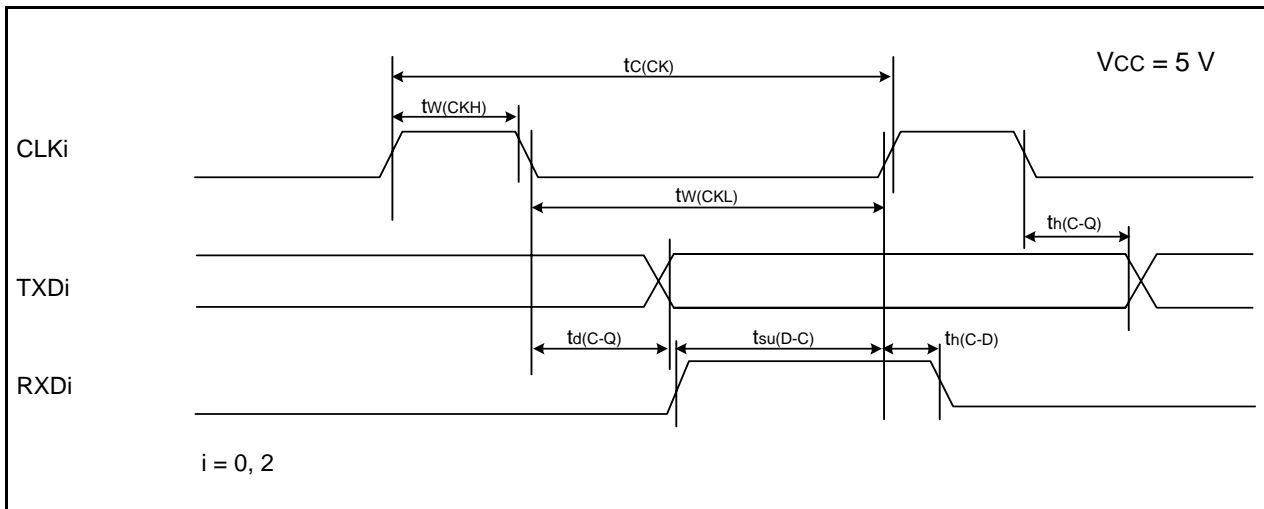 tC(CK)
VCC = 5 V
tW(CKH)
CLKi
tW(CKL)
th(C-Q)
TXDi
td(C-Q)
tsu(D-C)
th(C-D)
RXDi
i = 0, 2